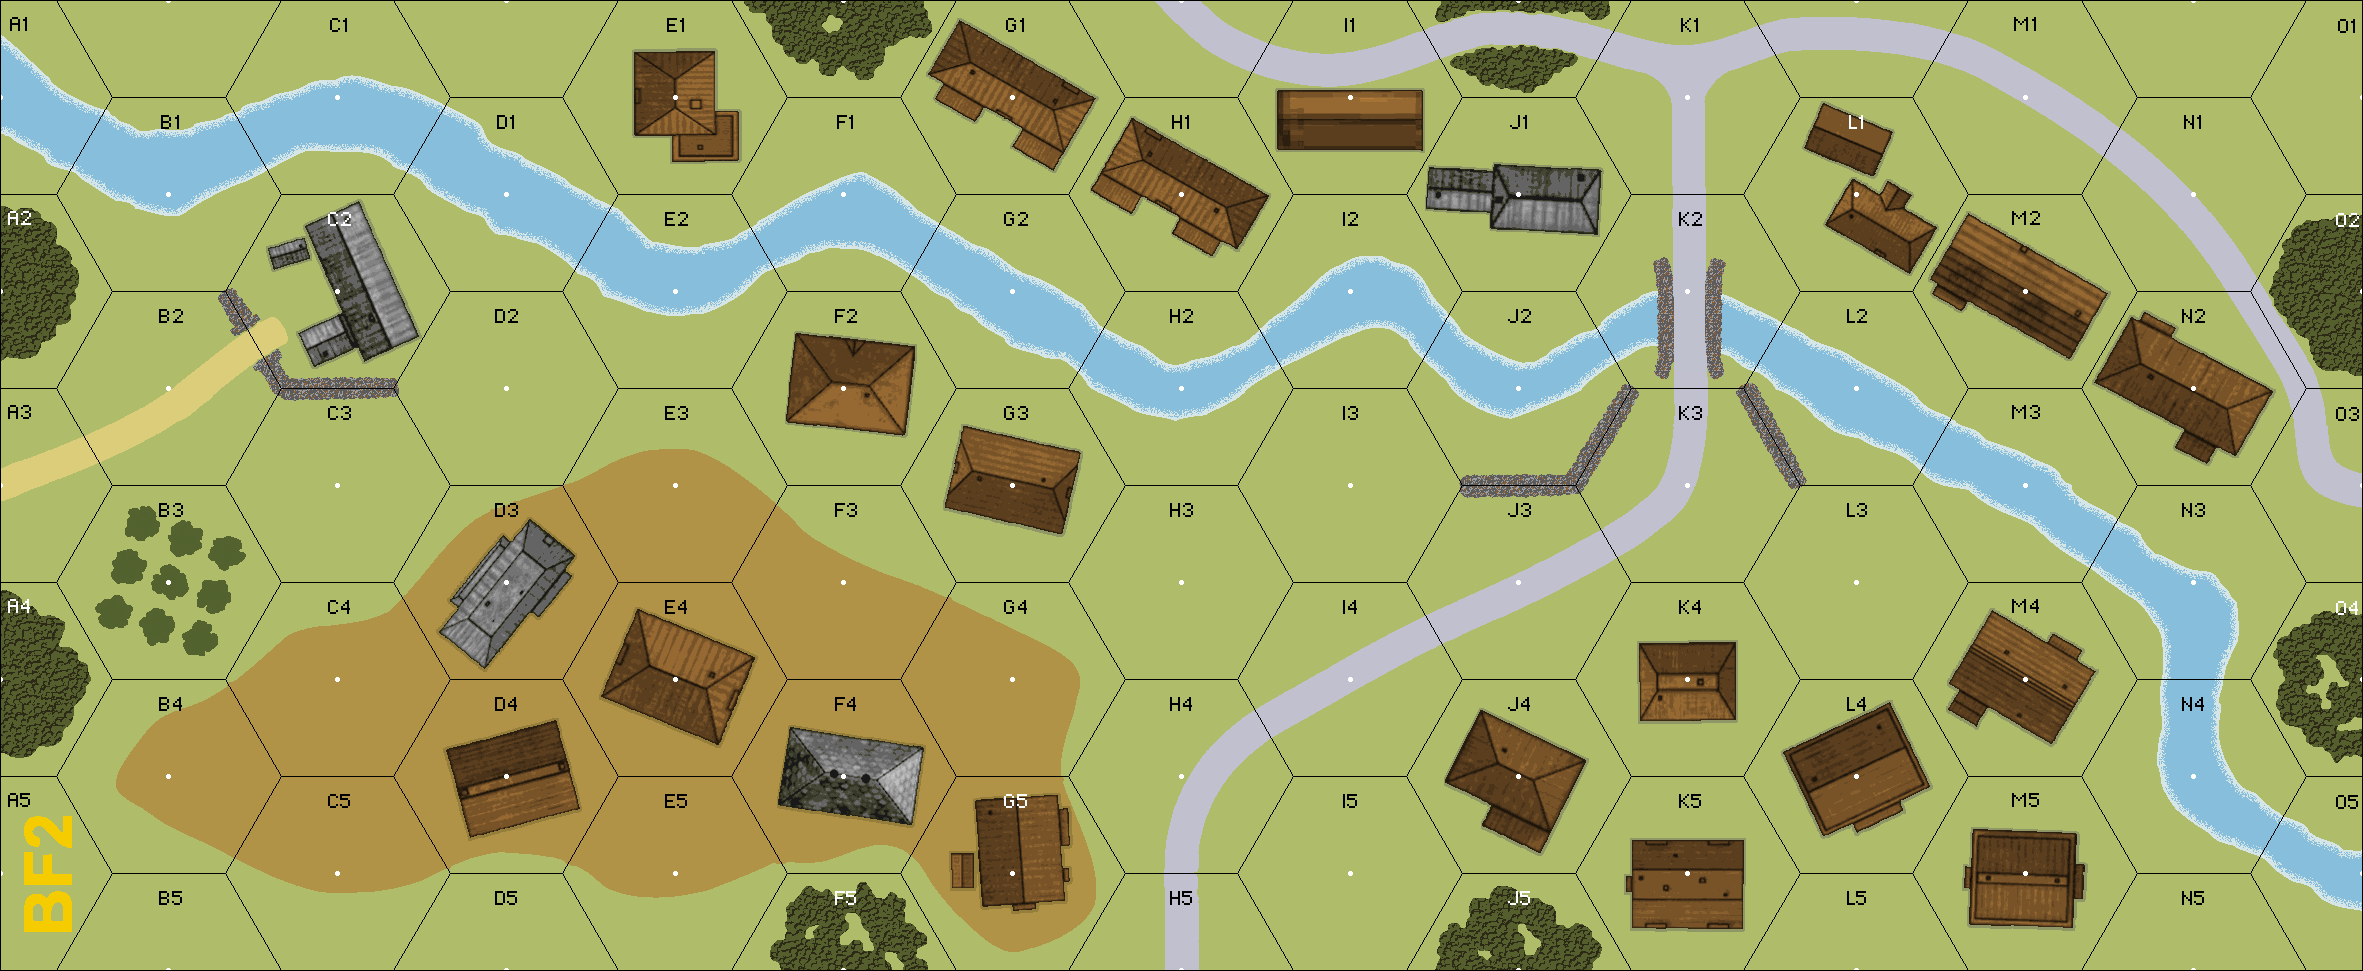 A1 C1 E1 G1 I1 K1 M1 O1
B1 D1 F1 H1 J1 L1 N1
A2 C2 E2 G2 I2 K2 M2 O2
B2 D2 F2 H2 J2 L2 N2
A3 C3 E3 G3 I3 K3 M3 O3
B3 D3 F3 H3 J3 L3 N3
A4 C4 E4 G4 I4 K4 M4 O4
B4 D4 F4 H4 J4 L4 N4
A5 C5 E5 G5 I5 K5 M5 O5
B5 D5 F5 H5 J5 L5 N5
BF2